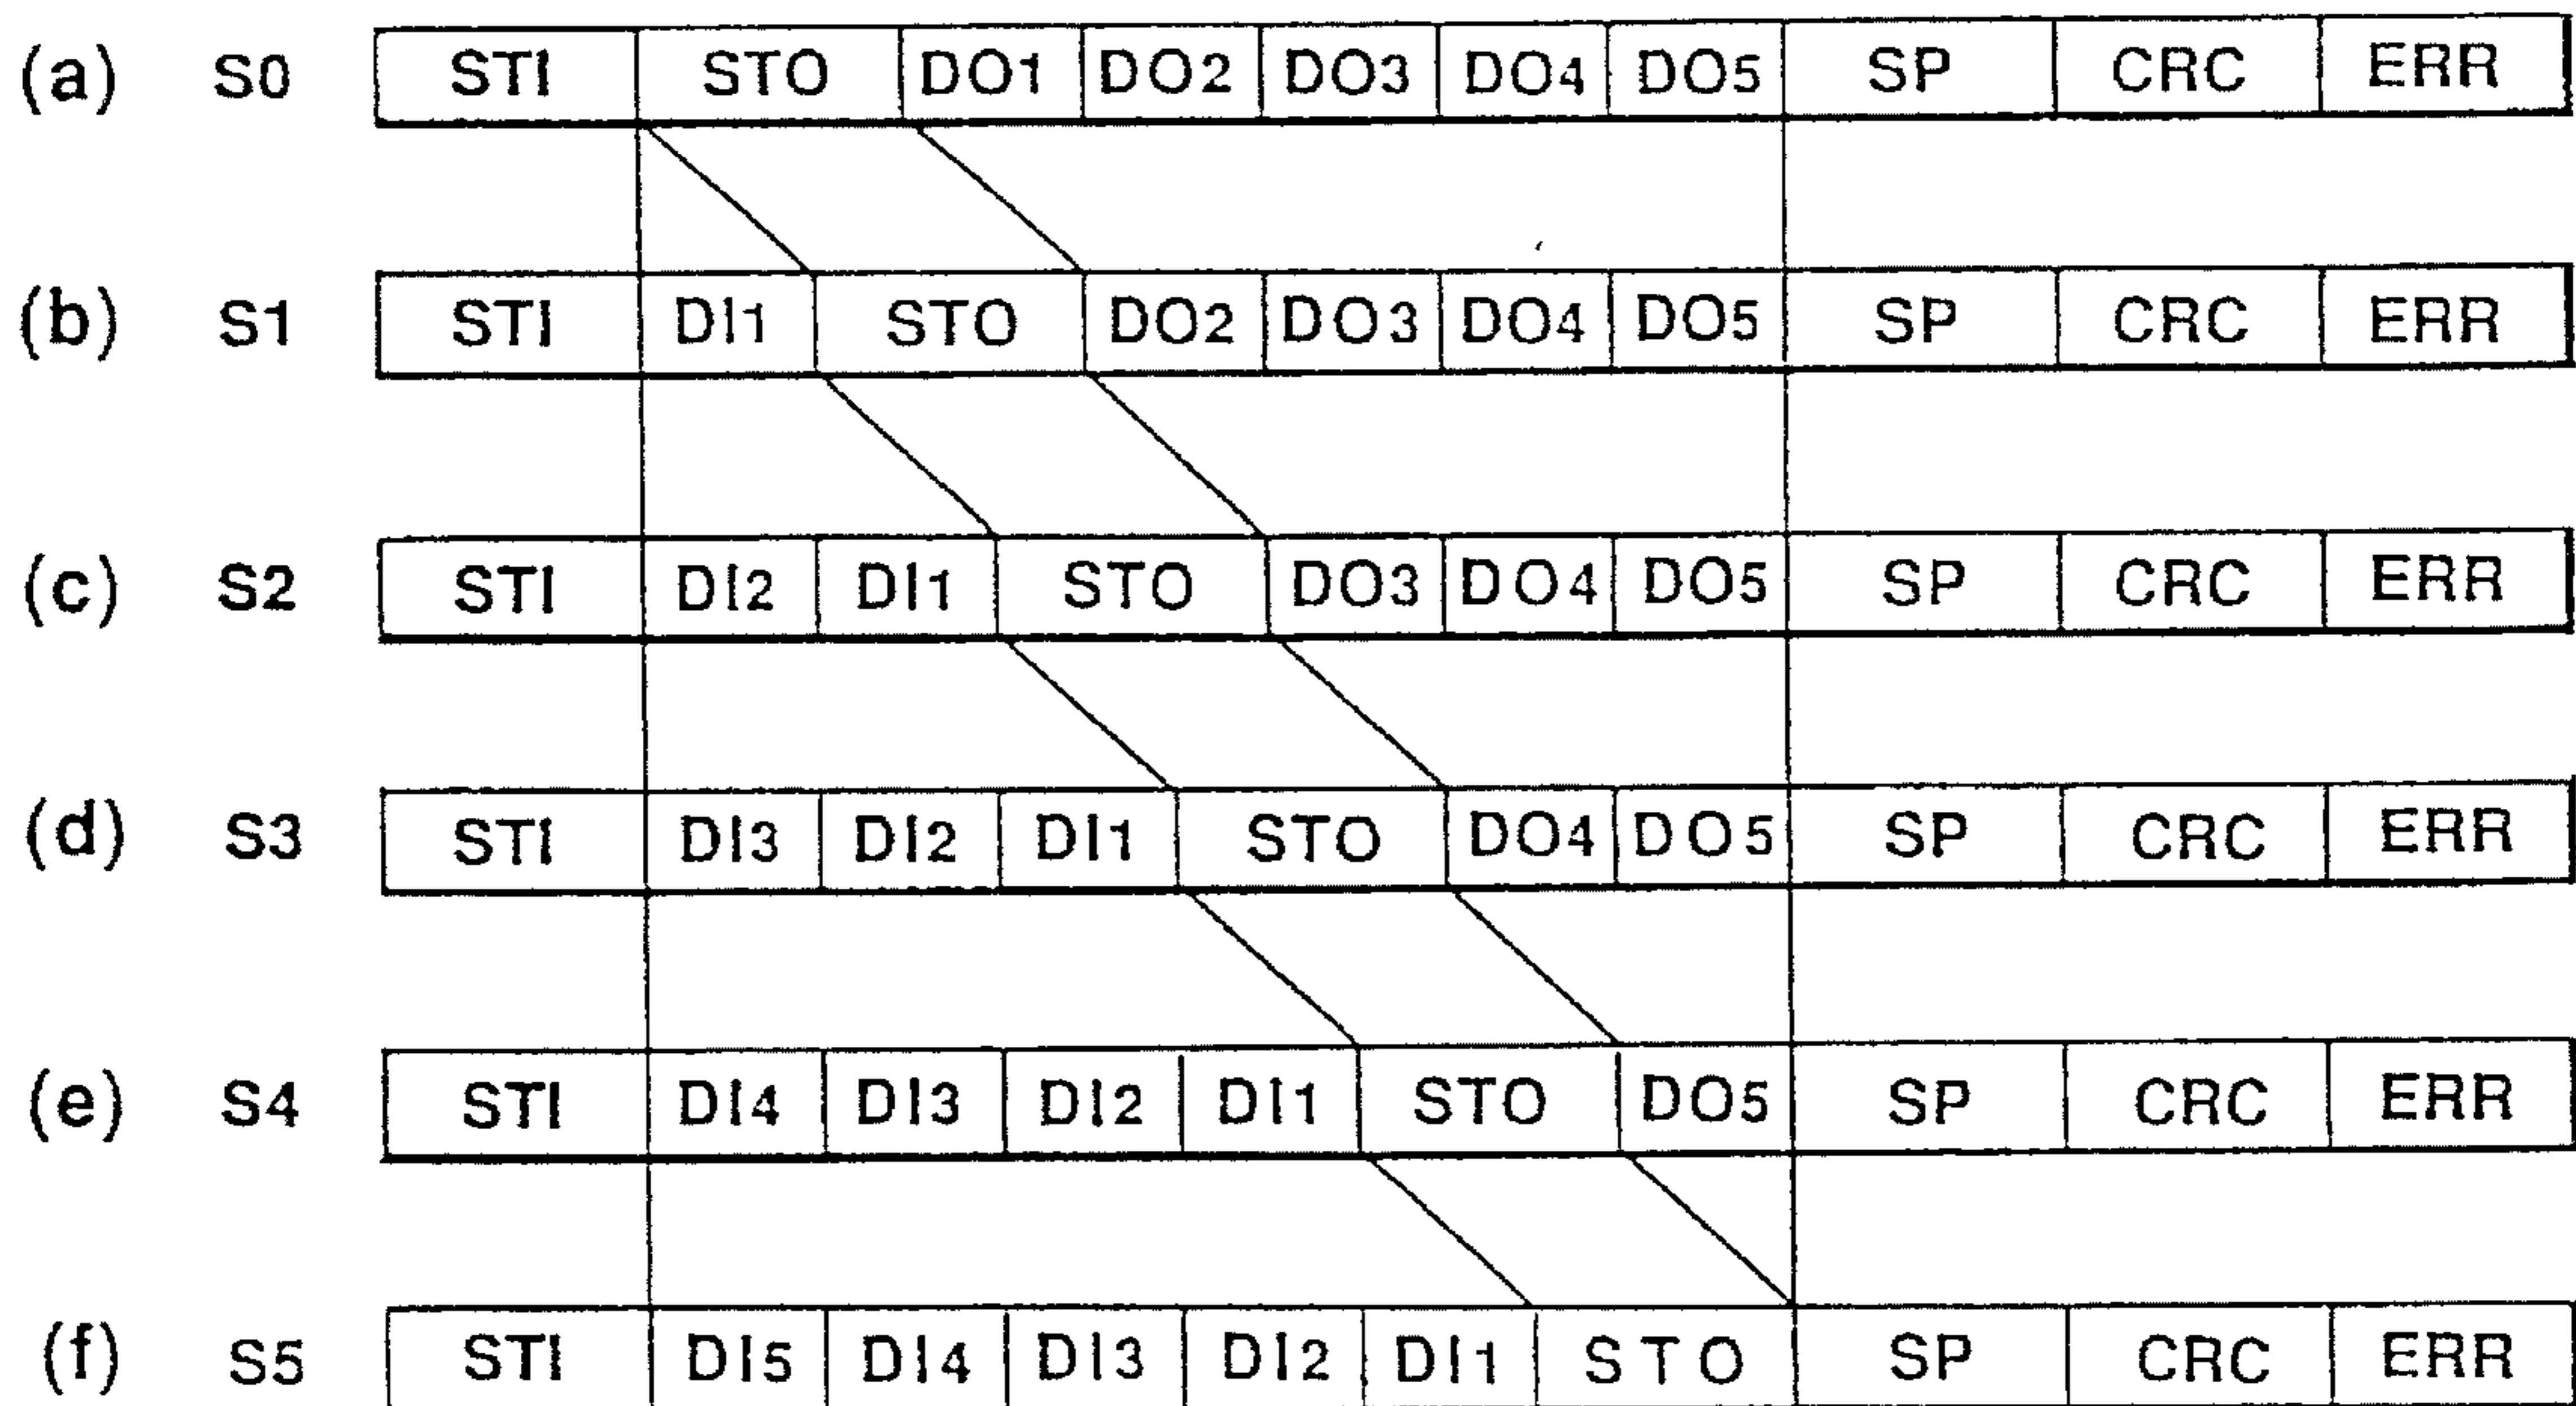 (a) S0 STI STO DO1 DO2 DO3 DO4 DO5 SP CRC ERR
(b) S1 STI DI1 STO DO2 DO3 DO4 DO5 SP CRC ERR
(c) S2 STI DI2 DI1 STO DO3 DO4 DO5 SP CRC ERR
(d) S3 STI DI3 DI2 DI1 STO DO4 DO5 SP CRC ERR
(e) S4 STI DI4 DI3 DI2 DI1 STO DO5 SP CRC ERR
(f) S5 STI DI5 DI4 DI3 DI2 DI1 STO SP CRC ERR